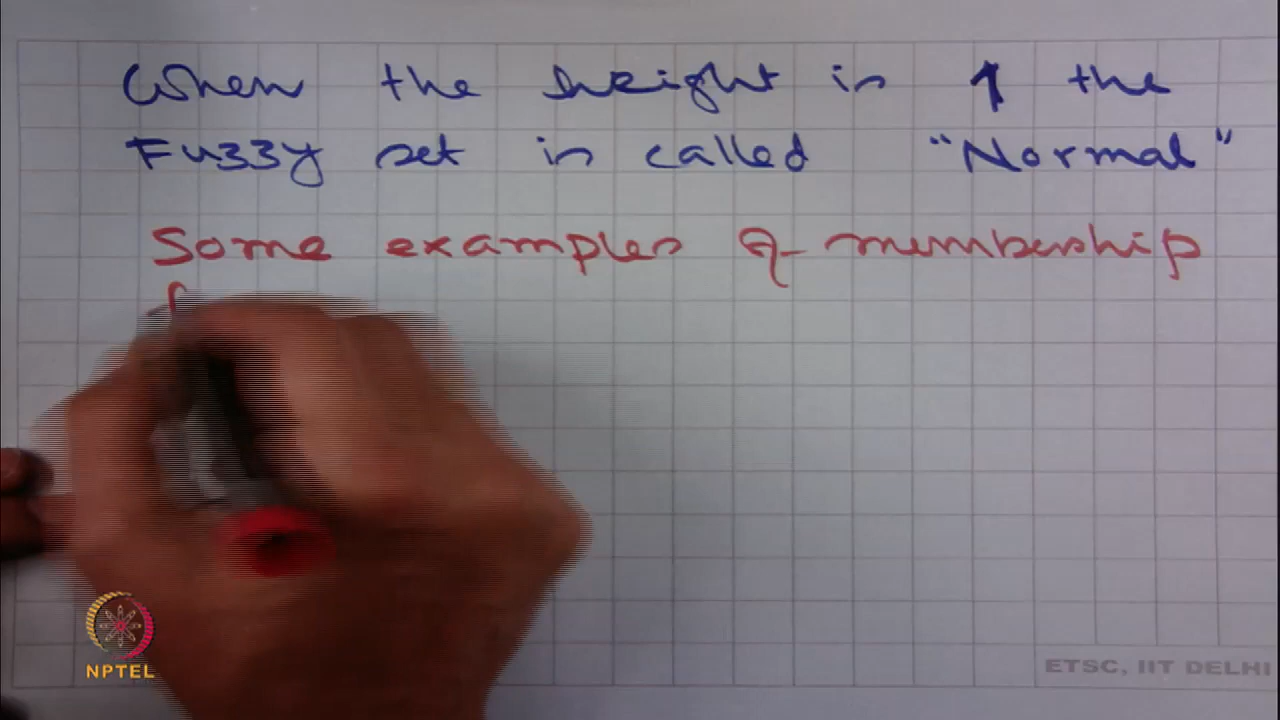 When the height is 1 the
Fuzzy set is called "Normal"
Some examples of membership
f
NPTEL
ETSC, IIT DELHI